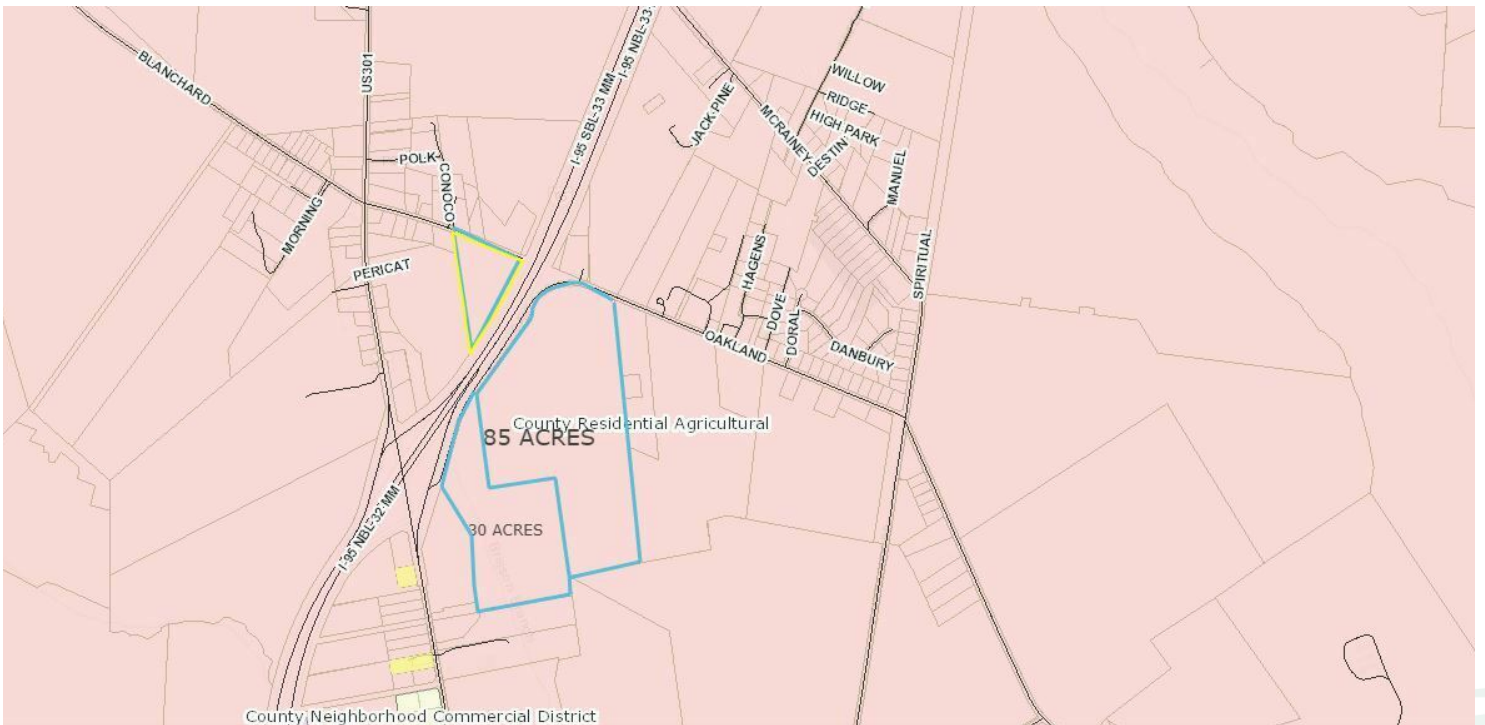 BLANCHARD
US301
I-95 SBL-33 MM
I-95 NBL-33
JACK PINE
MCRAINEY
WILLOW
RIDGE
HIGH PARK
DESTIN
MANUEL
POLK
CONOCO
MORNING
PERICAT
HAGENS
DOVE
DORAL
SPIRITUAL
OAKLAND
DANBURY
County Residential Agricultural
85 ACRES
30 ACRES
I-95 NBL-32 MM
County Neighborhood Commercial District